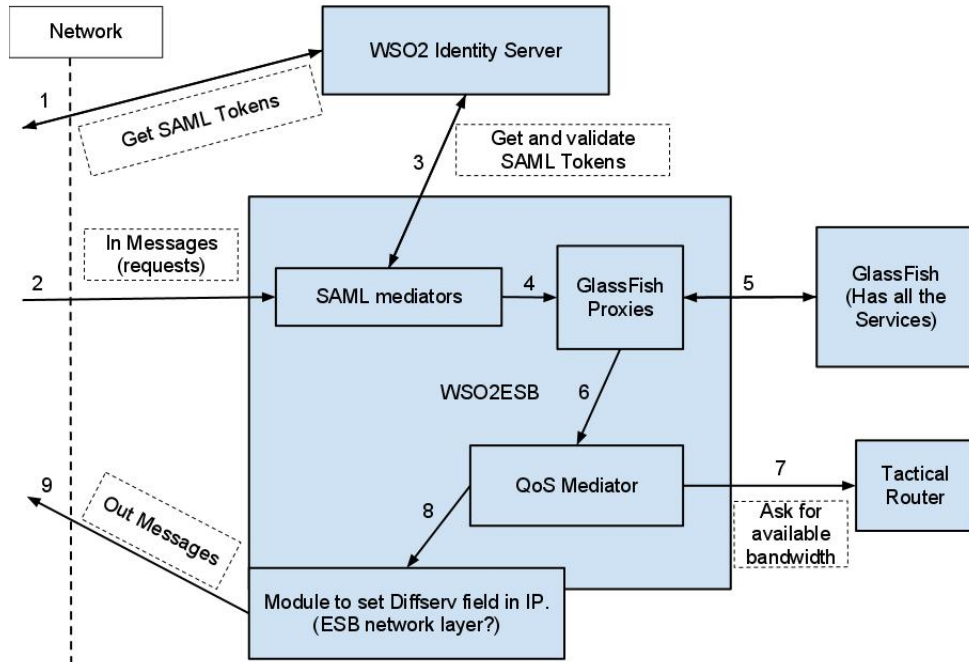 Network
WSO2 Identity Server
1
Get SAML Tokens
3
Get and validate
SAML Tokens
In Messages
(requests)
2
SAML mediators
4
GlassFish
Proxies
5
GlassFish
(Has all the
Services)
WSO2ESB
6
QoS Mediator
7
Tactical
Router
Ask for
available
bandwidth
8
9
Out Messages
Module to set Diffserv field in IP.
(ESB network layer?)